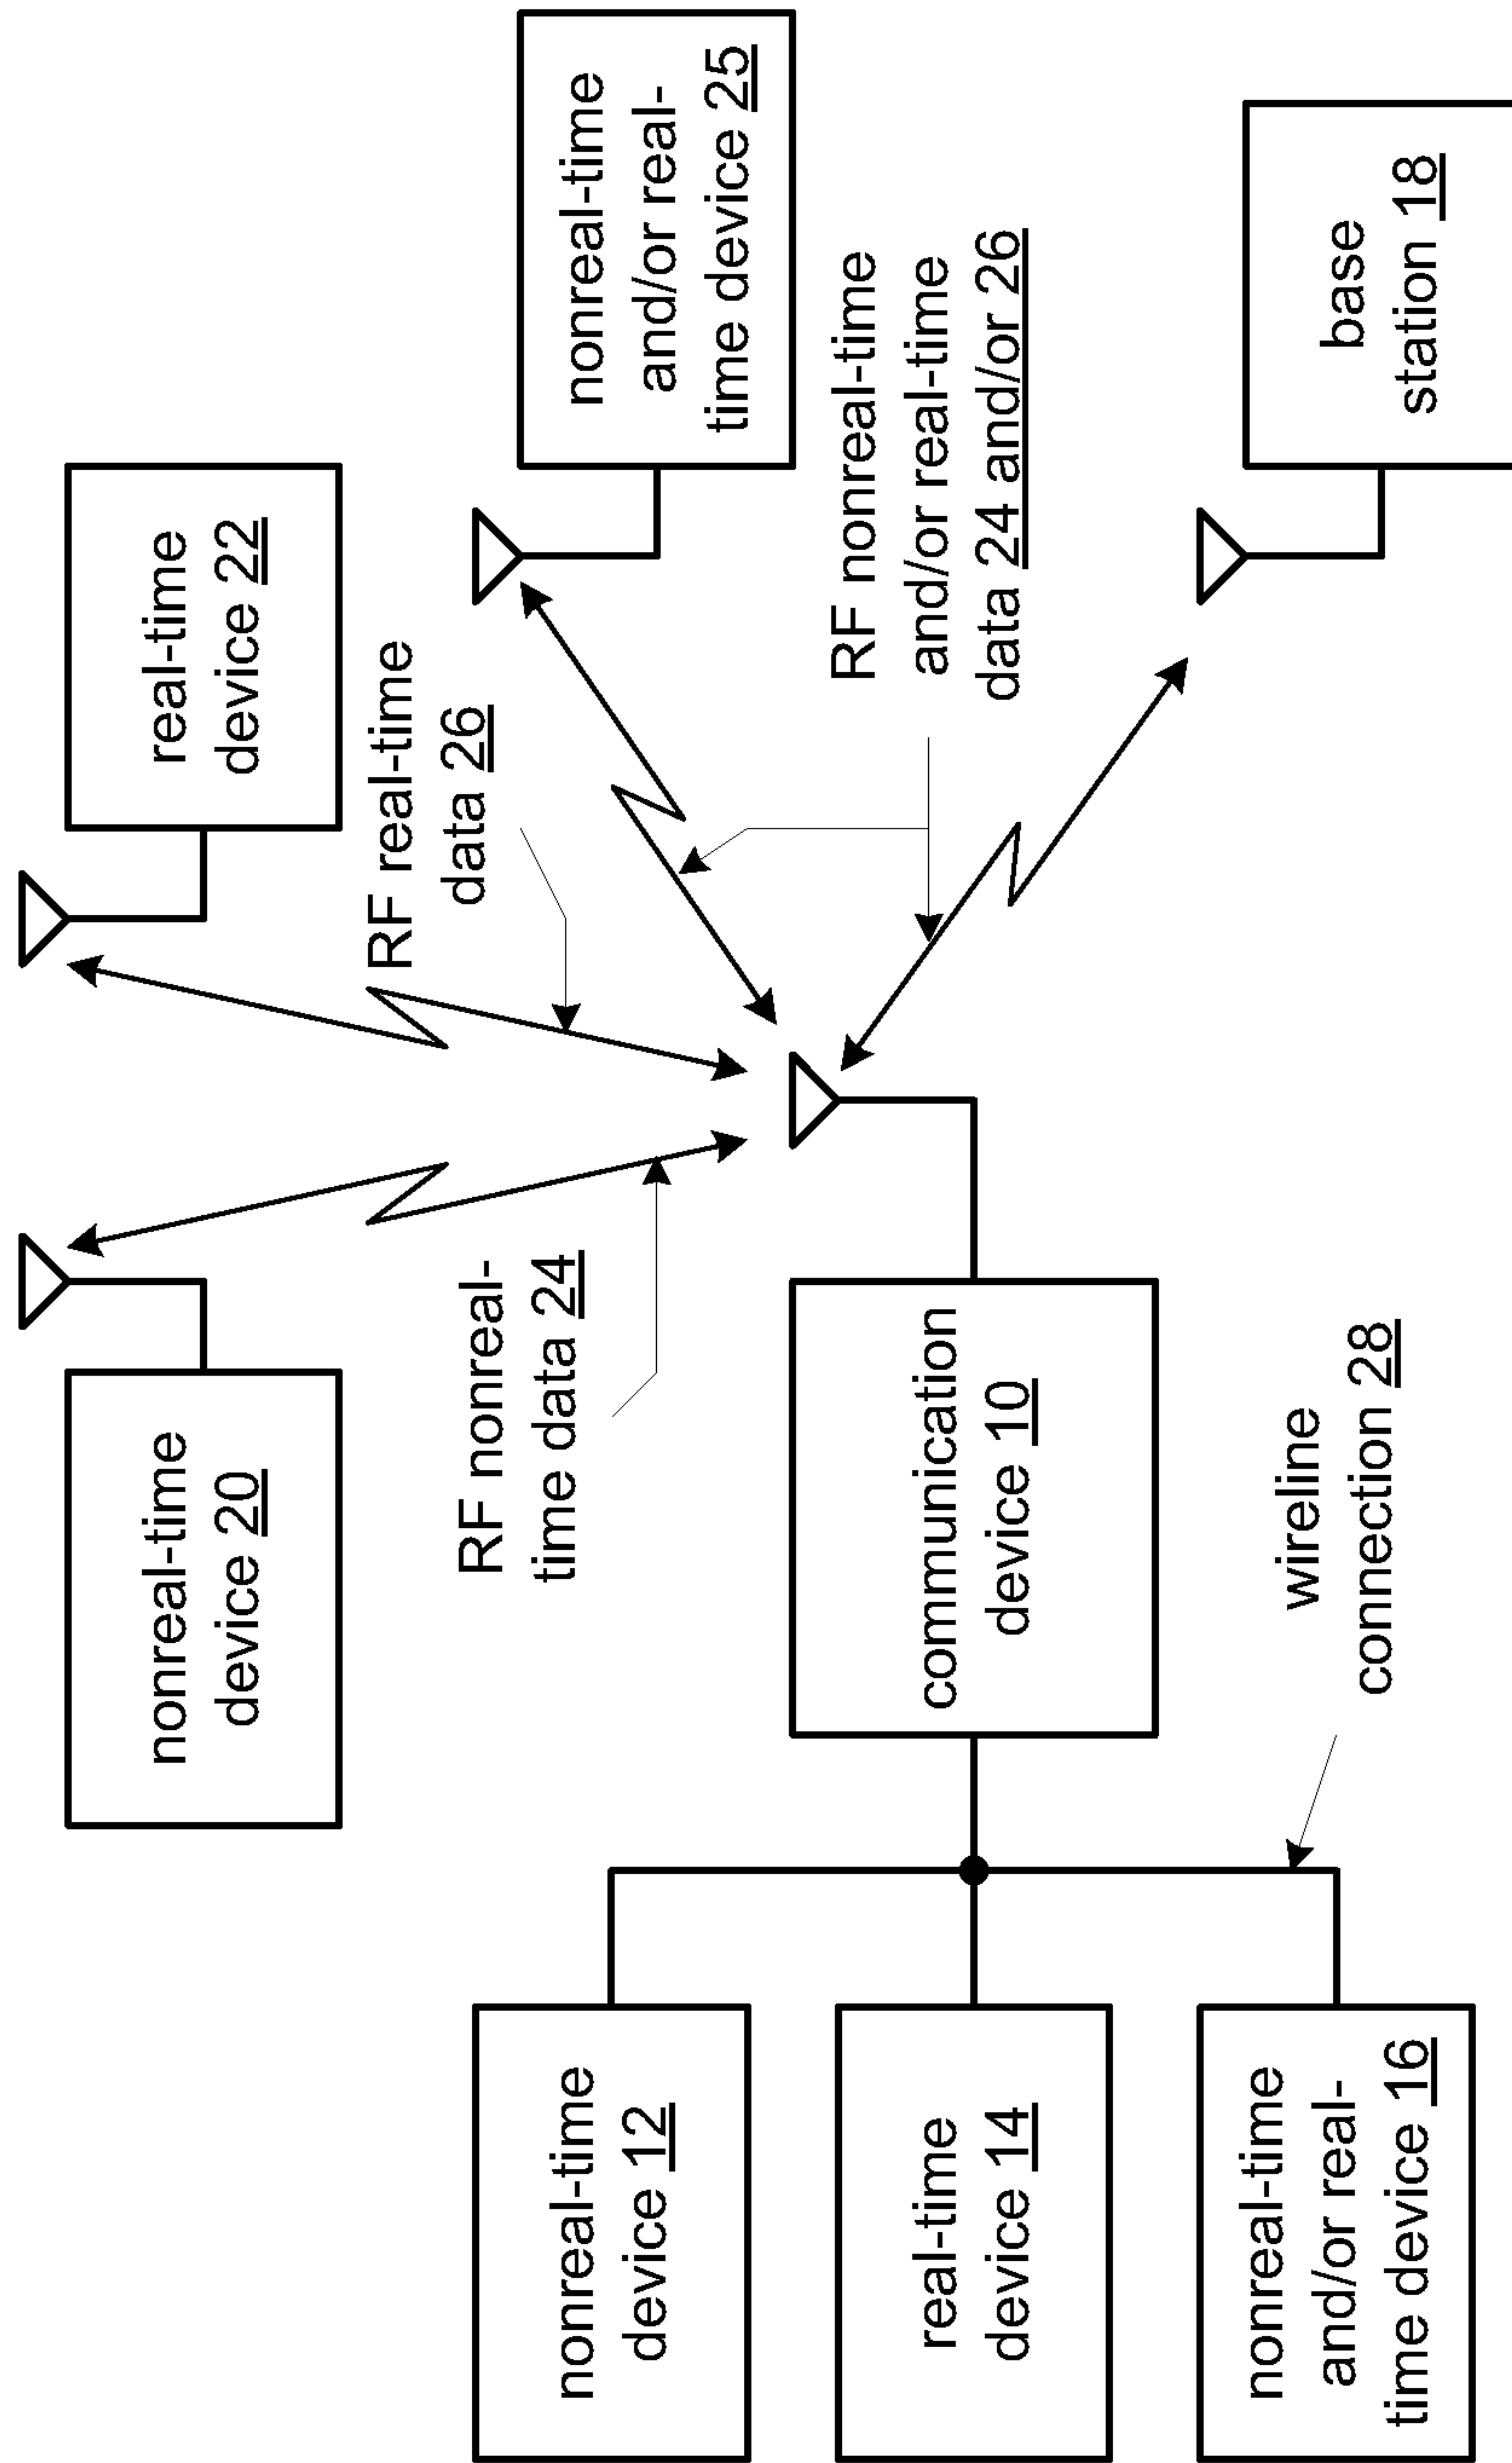 nonreal-time
device 20
real-time
device 22
RF real-time
data 26
RF nonreal-
time data 24
nonreal-time
and/or real-
time device 25
nonreal-time
device 12
real-time
device 14
nonreal-time
and/or real-
time device 16
communication
device 10
wireline
connection 28
RF nonreal-time
and/or real-time
data 24 and/or 26
base
station 18